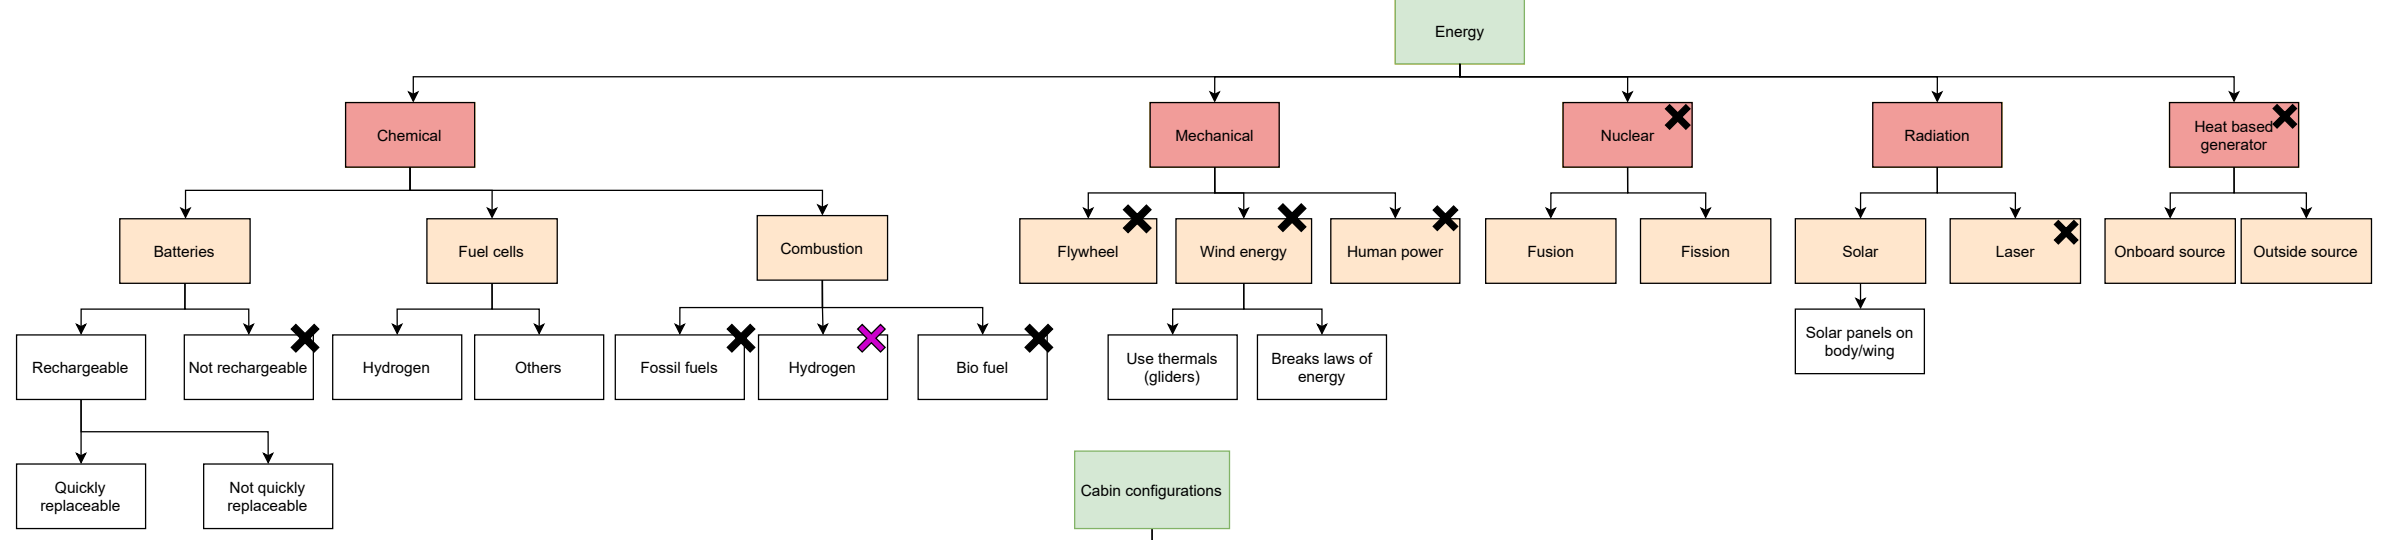 Energy
Chemical
Mechanical
Nuclear
Radiation
Heat based
generator
Batteries
Fuel cells
Combustion
Flywheel
Wind energy
Human power
Fusion
Fission
Solar
Laser
Onboard source
Outside source
Rechargeable
Not rechargeable
Hydrogen
Others
Fossil fuels
Hydrogen
Bio fuel
Use thermals
(gliders)
Breaks laws of
energy
Solar panels on
body/wing
Quickly
replaceable
Not quickly
replaceable
Cabin configurations